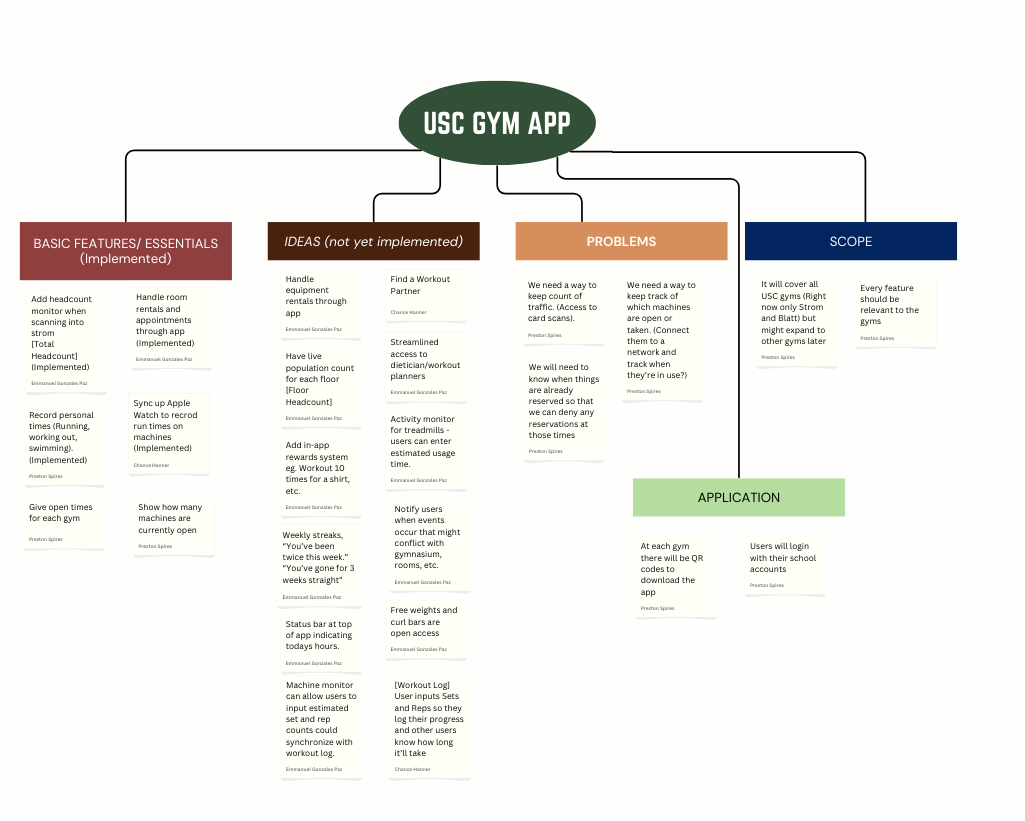 USC GYM APP
BASIC FEATURES/ ESSENTIALS
(Implemented)
Add headcount
monitor when
scanning into
strom
[Total
Headcount]
(Implemented)
Emmanuel Gonzales Paz
Handle room
rentals and
appointments
through app
(Implemented)
Emmanuel Gonzales Paz
Record personal
times (Running,
working out,
swimming).
(Implemented)
Preston Spires
Sync up Apple
Watch to recrod
run times on
machines
(Implemented)
Chance Hanner
Give open times
for each gym
Preston Spires
Show how many
machines are
currently open
Preston Spires
IDEAS (not yet implemented)
Handle
equipment
rentals through
app
Emmanuel Gonzales Paz
Find a Workout
Partner
Chance Hanner
Have live
population count
for each floor
[Floor
Headcount]
Emmanuel Gonzales Paz
Streamlined
access to
dietician/workout
planners
Emmanuel Gonzales Paz
Add in-app
rewards system
eg. Workout 10
times for a shirt,
etc.
Emmanuel Gonzales Paz
Activity monitor
for treadmills -
users can enter
estimated usage
time.
Emmanuel Gonzales Paz
Weekly streaks,
“You’ve been
twice this week.”
“You’ve gone for 3
weeks straight”
Emmanuel Gonzales Paz
Notify users
when events
occur that might
conflict with
gymnasium,
rooms, etc.
Emmanuel Gonzales Paz
Status bar at top
of app indicating
todays hours.
Emmanuel Gonzales Paz
Free weights and
curl bars are
open access
Emmanuel Gonzales Paz
Machine monitor
can allow users to
input estimated
set and rep
counts could
synchronize with
workout log.
Emmanuel Gonzales Paz
[Workout Log]
User inputs Sets
and Reps so they
log their progress
and other users
know how long
it’ll take
Chance Hanner
PROBLEMS
We need a way to
keep count of
traffic. (Access to
card scans).
Preston Spires
We need a way to
keep track of
which machines
are open or
taken. (Connect
them to a
network and
track when
they’re in use?)
Preston Spires
We will need to
know when things
are already
reserved so that
we can deny any
reservations at
those times
Preston Spires
SCOPE
It will cover all
USC gyms (Right
now only Strom
and Blatt) but
might expand to
other gyms later
Preston Spires
Every feature
should be
relevant to the
gyms
Preston Spires
APPLICATION
At each gym
there will be QR
codes to
download the
app
Preston Spires
Users will login
with their school
accounts
Preston Spires